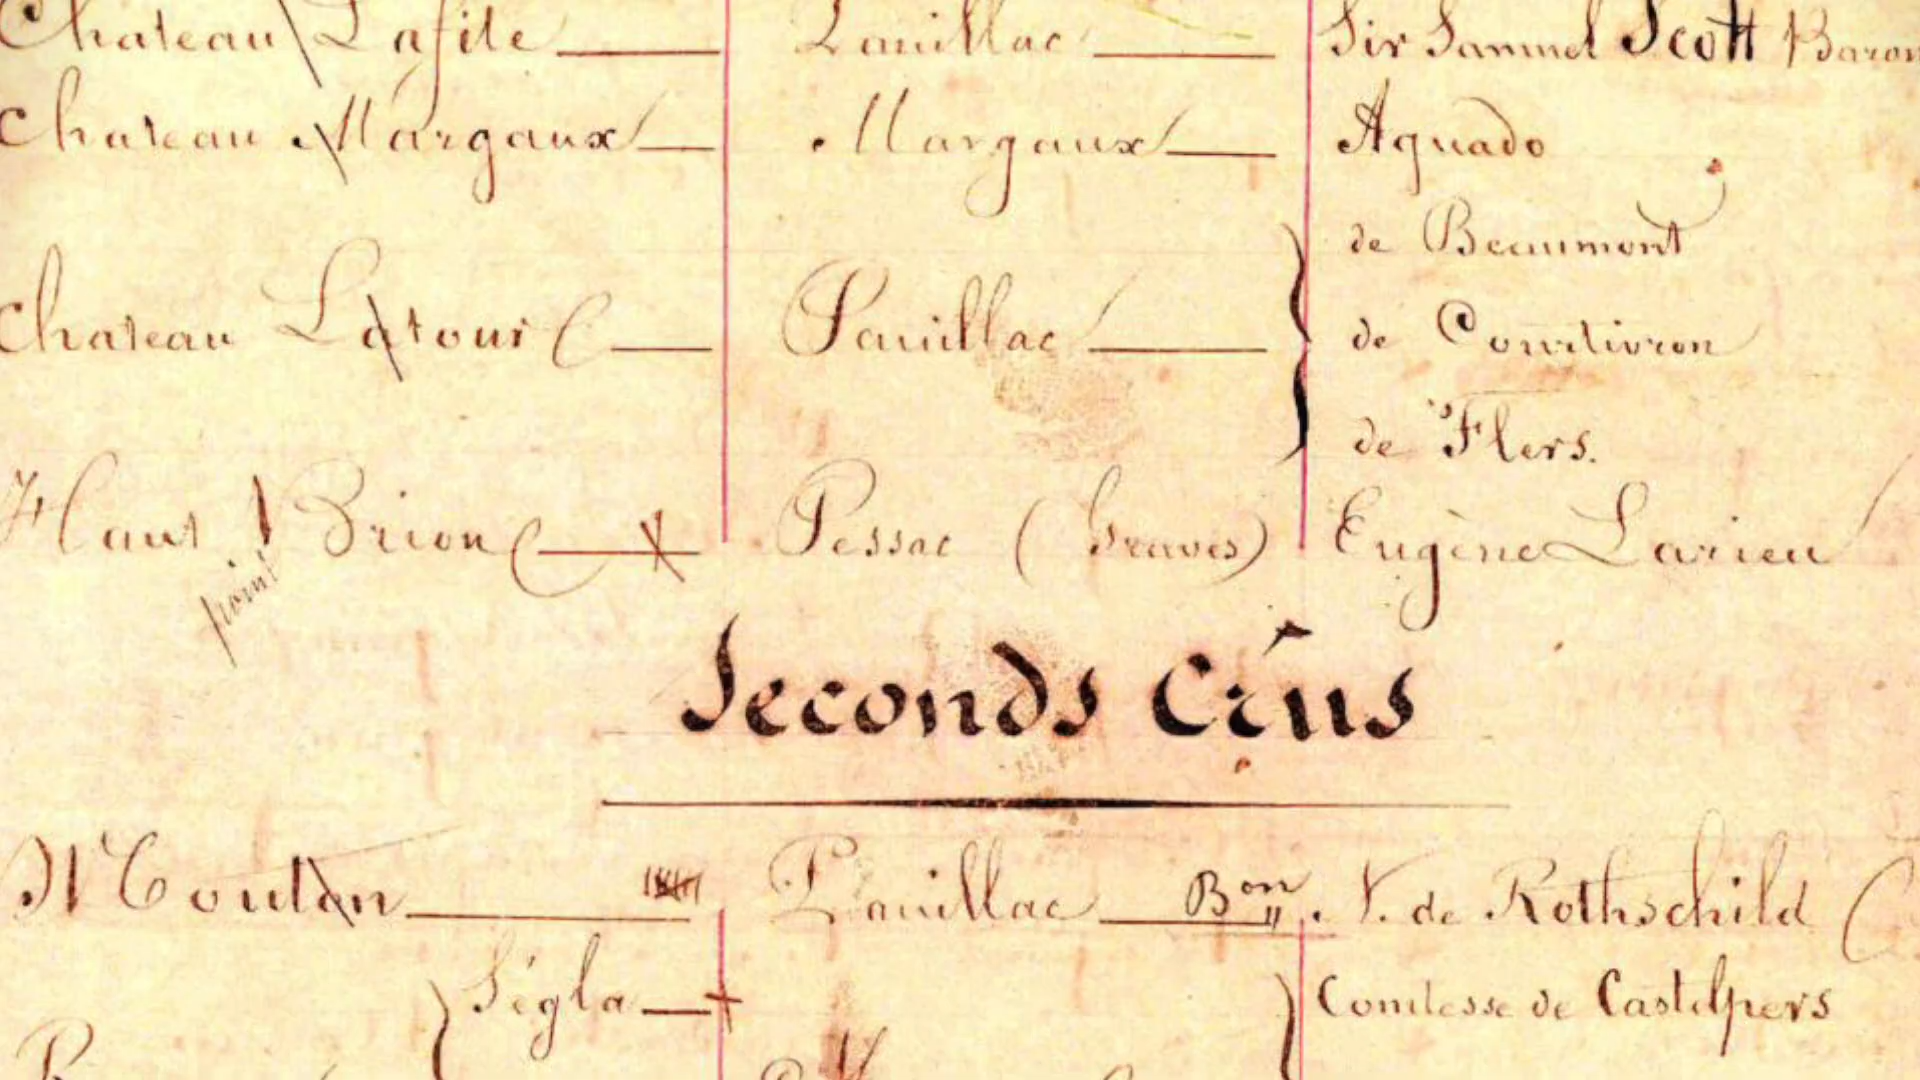 Chateau Lafite Pauillac Sir Samuel Scott Baron
Chateau Margaux Margaux Aguado
de Beaumont
Chateau Latour Pauillac de Courtivron
de Flers.
Haut Brion Pessac (Graves) Eugène Larieu
point
Seconds Crus
Mouton Pauillac Bon N. de Rothschild
Ségla Comtesse de Castelpers